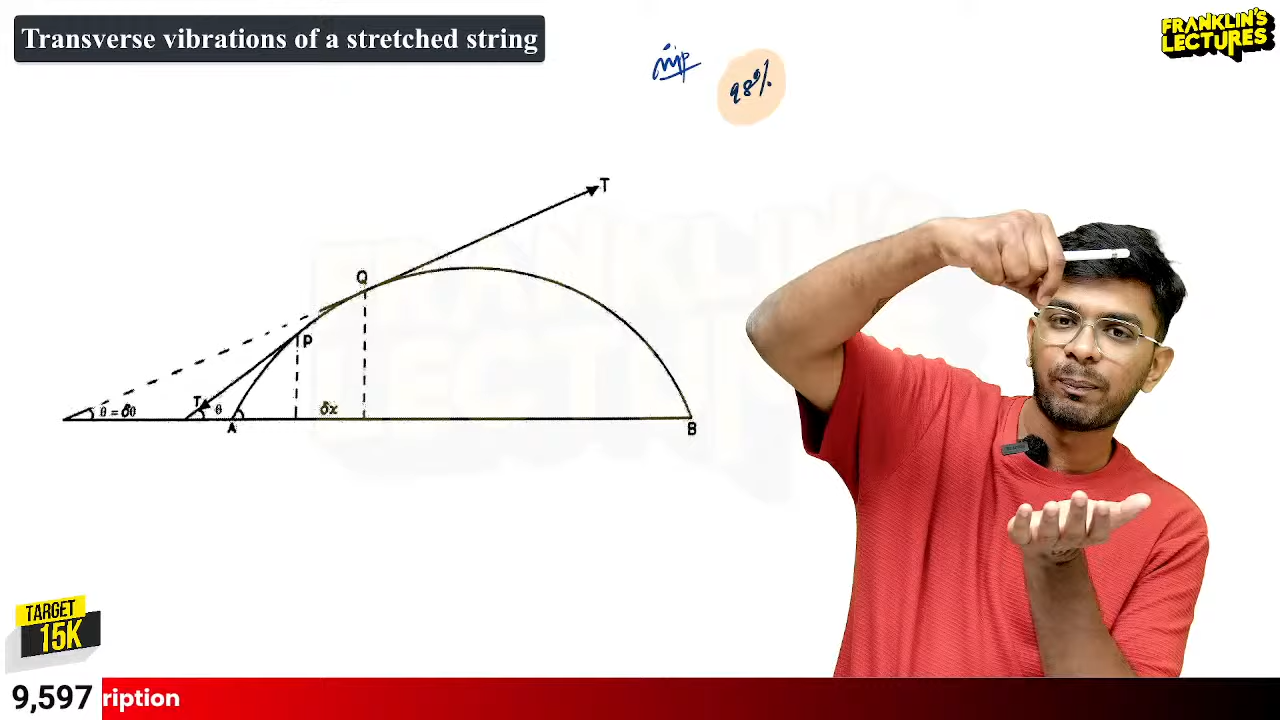 Transverse vibrations of a stretched string
imp
98%
FRANKLIN'S
LECTURES
T
Q
P
T
θ = δθ
θ
δx
A
B
TARGET
15K
9,597
ription